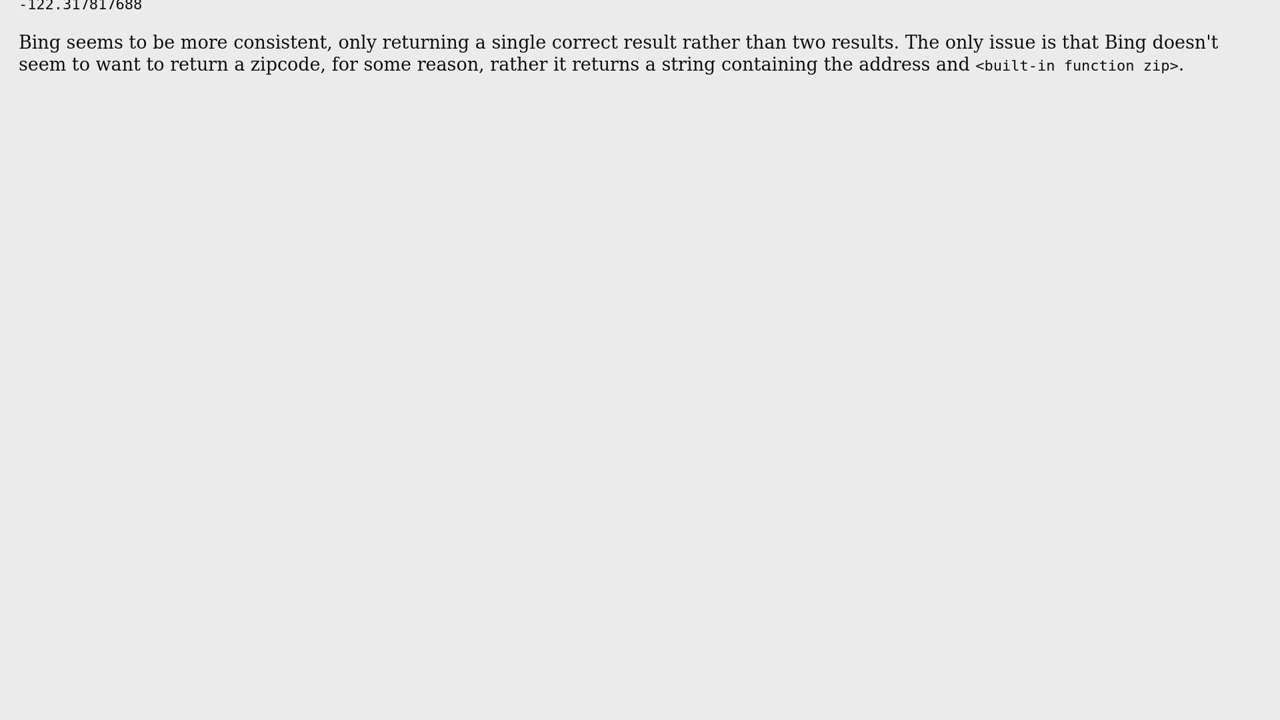 -122.317817688
Bing seems to be more consistent, only returning a single correct result rather than two results. The only issue is that Bing doesn't
seem to want to return a zipcode, for some reason, rather it returns a string containing the address and <built-in function zip>.